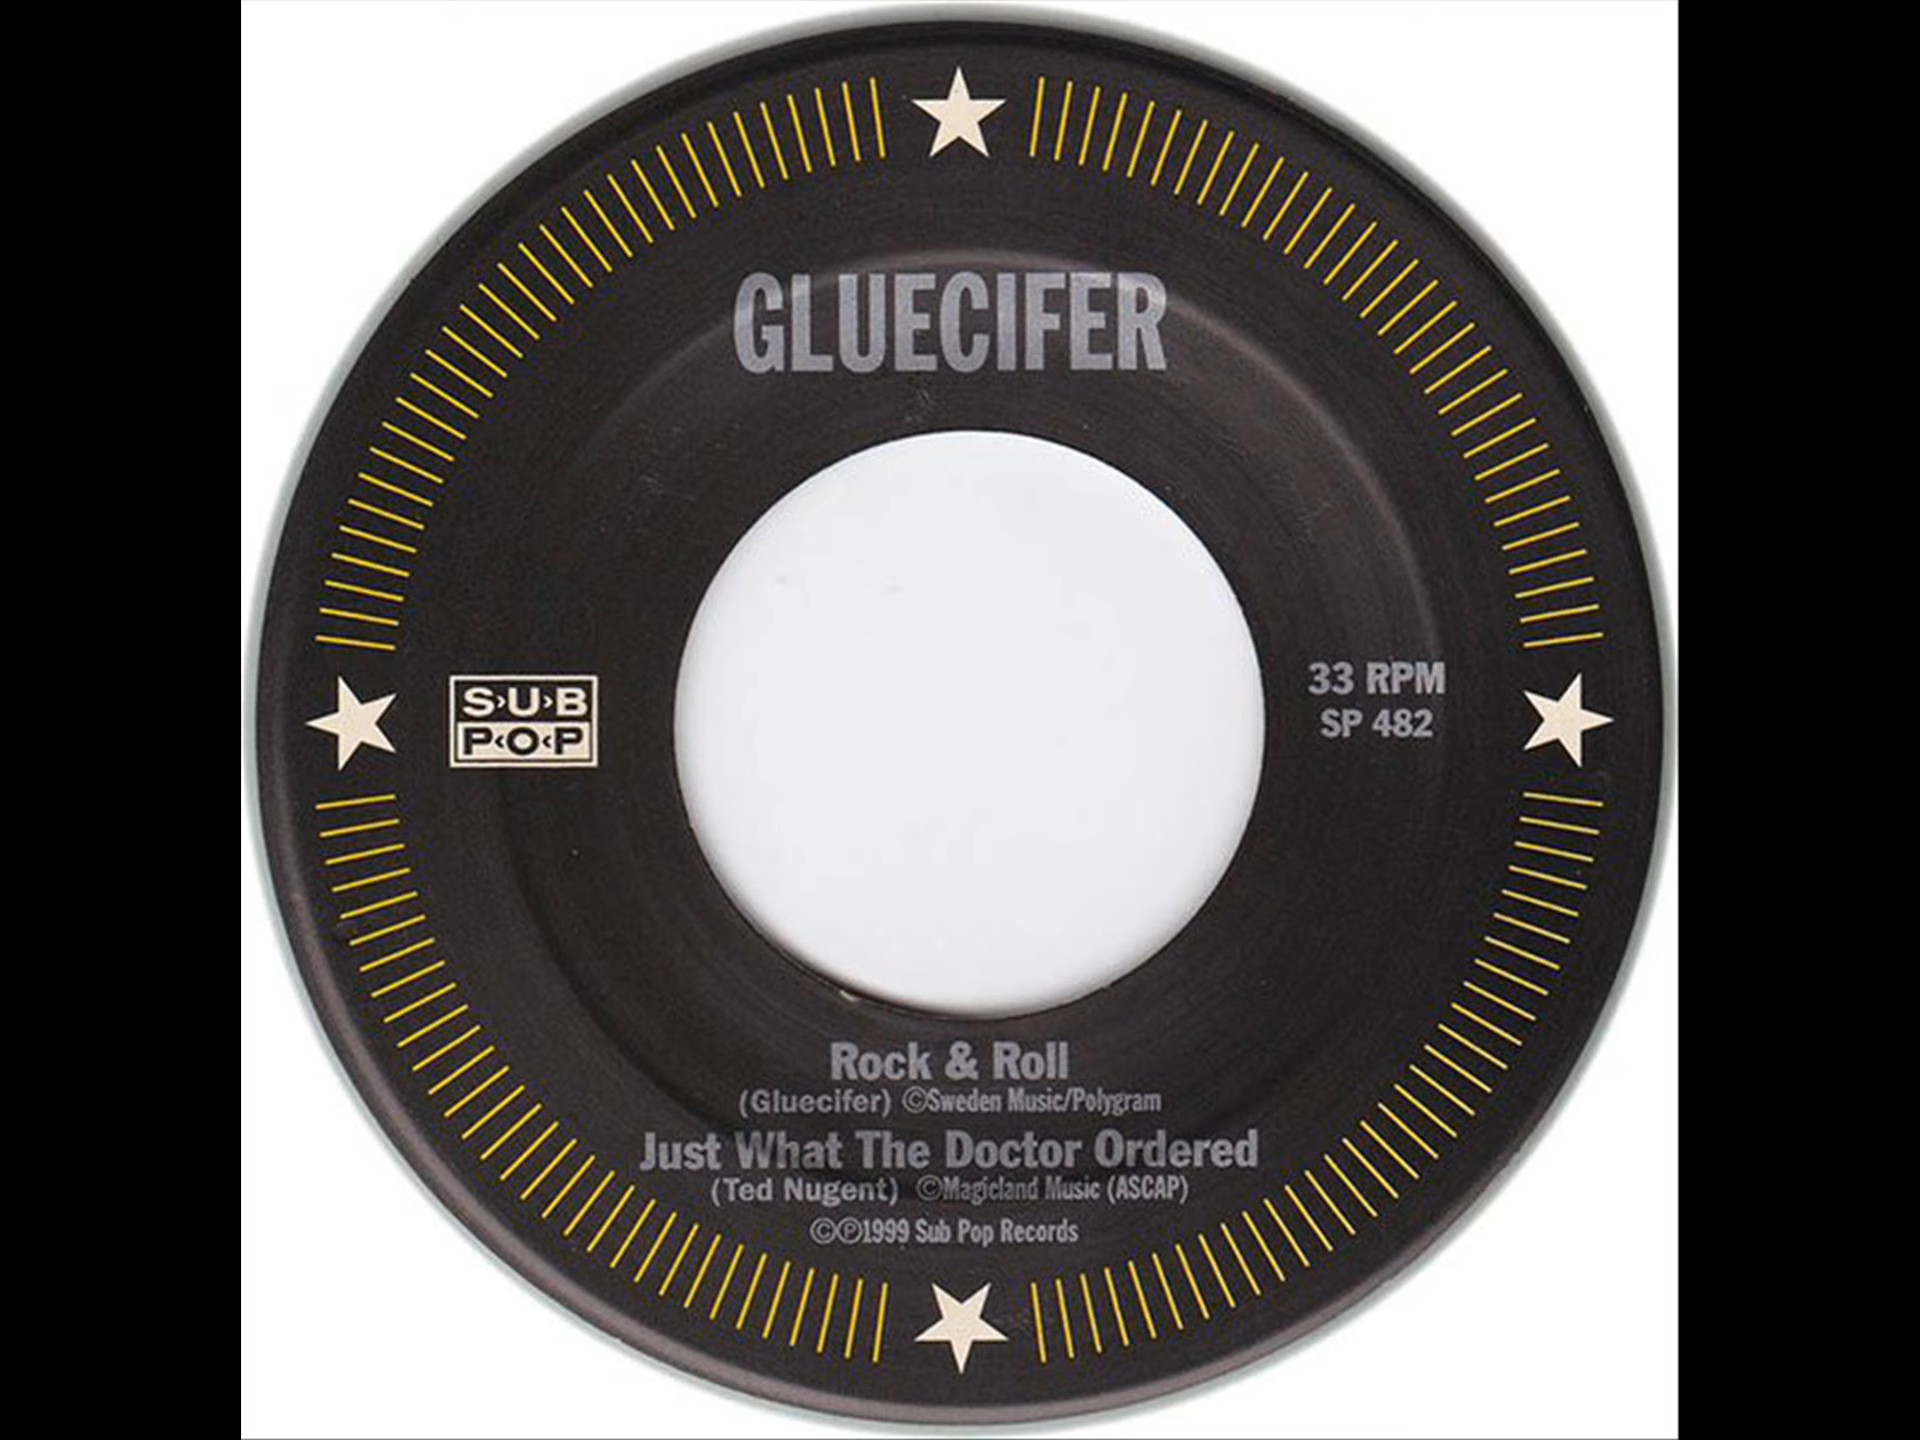 GLUECIFER
S›U›B
P‹O‹P
33 RPM
SP 482
Rock & Roll
(Gluecifer) ©Sweden Music/Polygram
Just What The Doctor Ordered
(Ted Nugent) ©Magicland Music (ASCAP)
©℗1999 Sub Pop Records